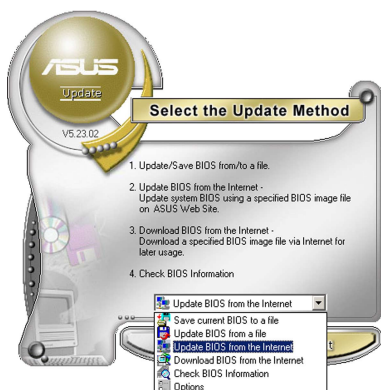 ASUS
Update
V5.23.02
Select the Update Method
1. Update/Save BIOS from/to a file.
2. Update BIOS from the Internet -
Update system BIOS using a specified BIOS image file
on ASUS Web Site.
3. Download BIOS from the Internet -
Download a specified BIOS image file via Internet for
later usage.
4. Check BIOS Information
Update BIOS from the Internet
Save current BIOS to a file
Update BIOS from a file
Update BIOS from the Internet
Download BIOS from the Internet
Check BIOS Information
Options